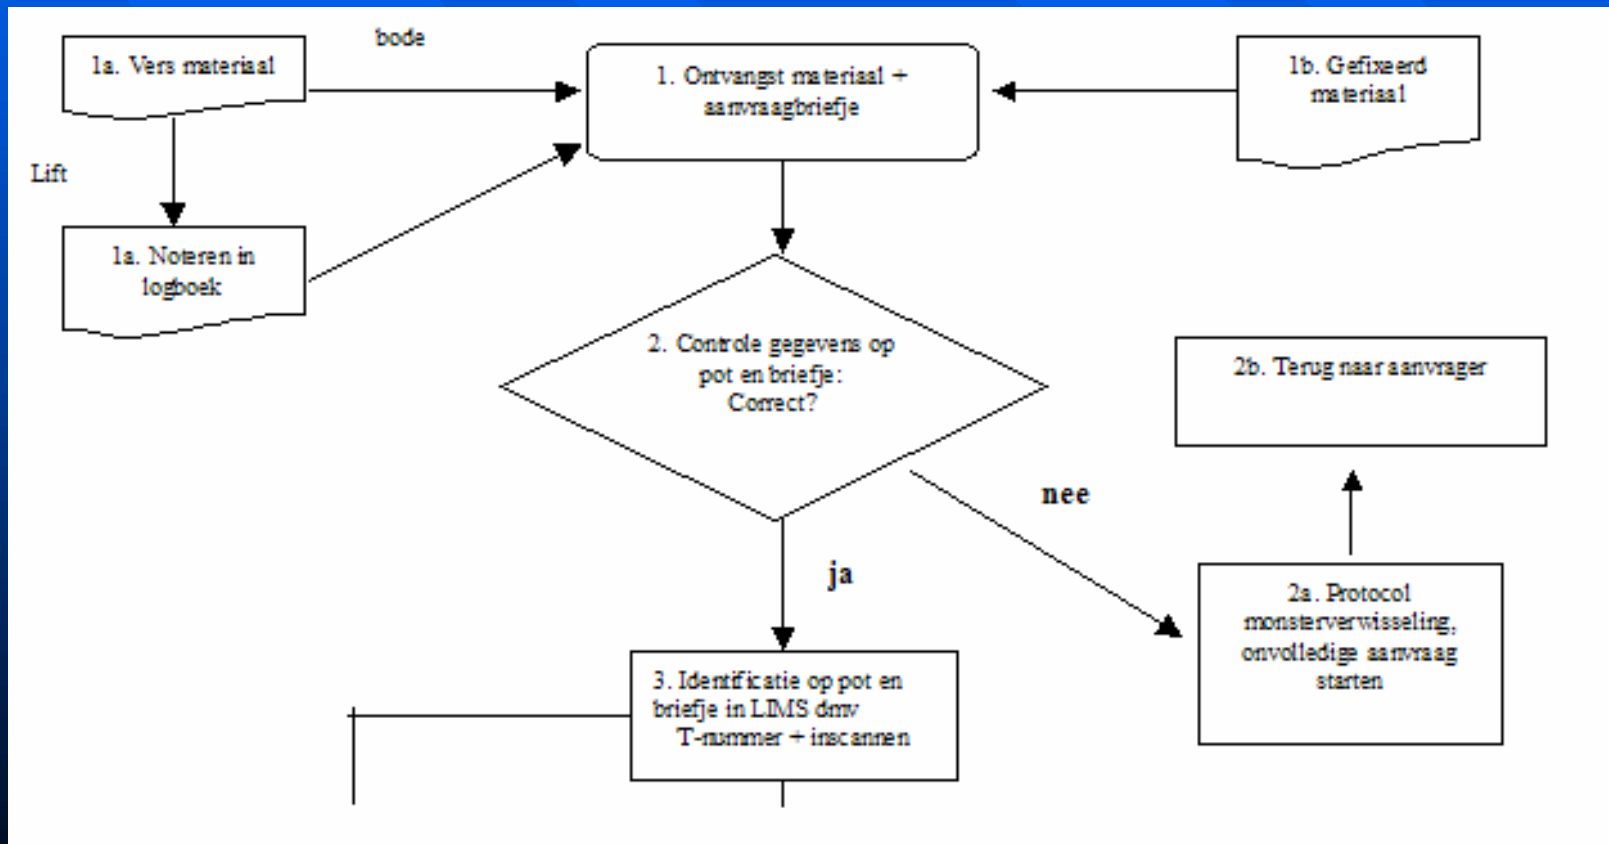 bode
1a. Vers materiaal
1. Ontvangst materiaal +
aanvraagbriefje
1b. Gefixeerd
materiaal
Lift
1a. Noteren in
logboek
2. Controle gegevens op
pot en briefje:
Correct?
2b. Terug naar aanvrager
nee
ja
2a. Protocol
monsterverwisseling,
onvolledige aanvraag
starten
3. Identificatie op pot en
briefje in LIMS dmv
T-nummer + inscannen